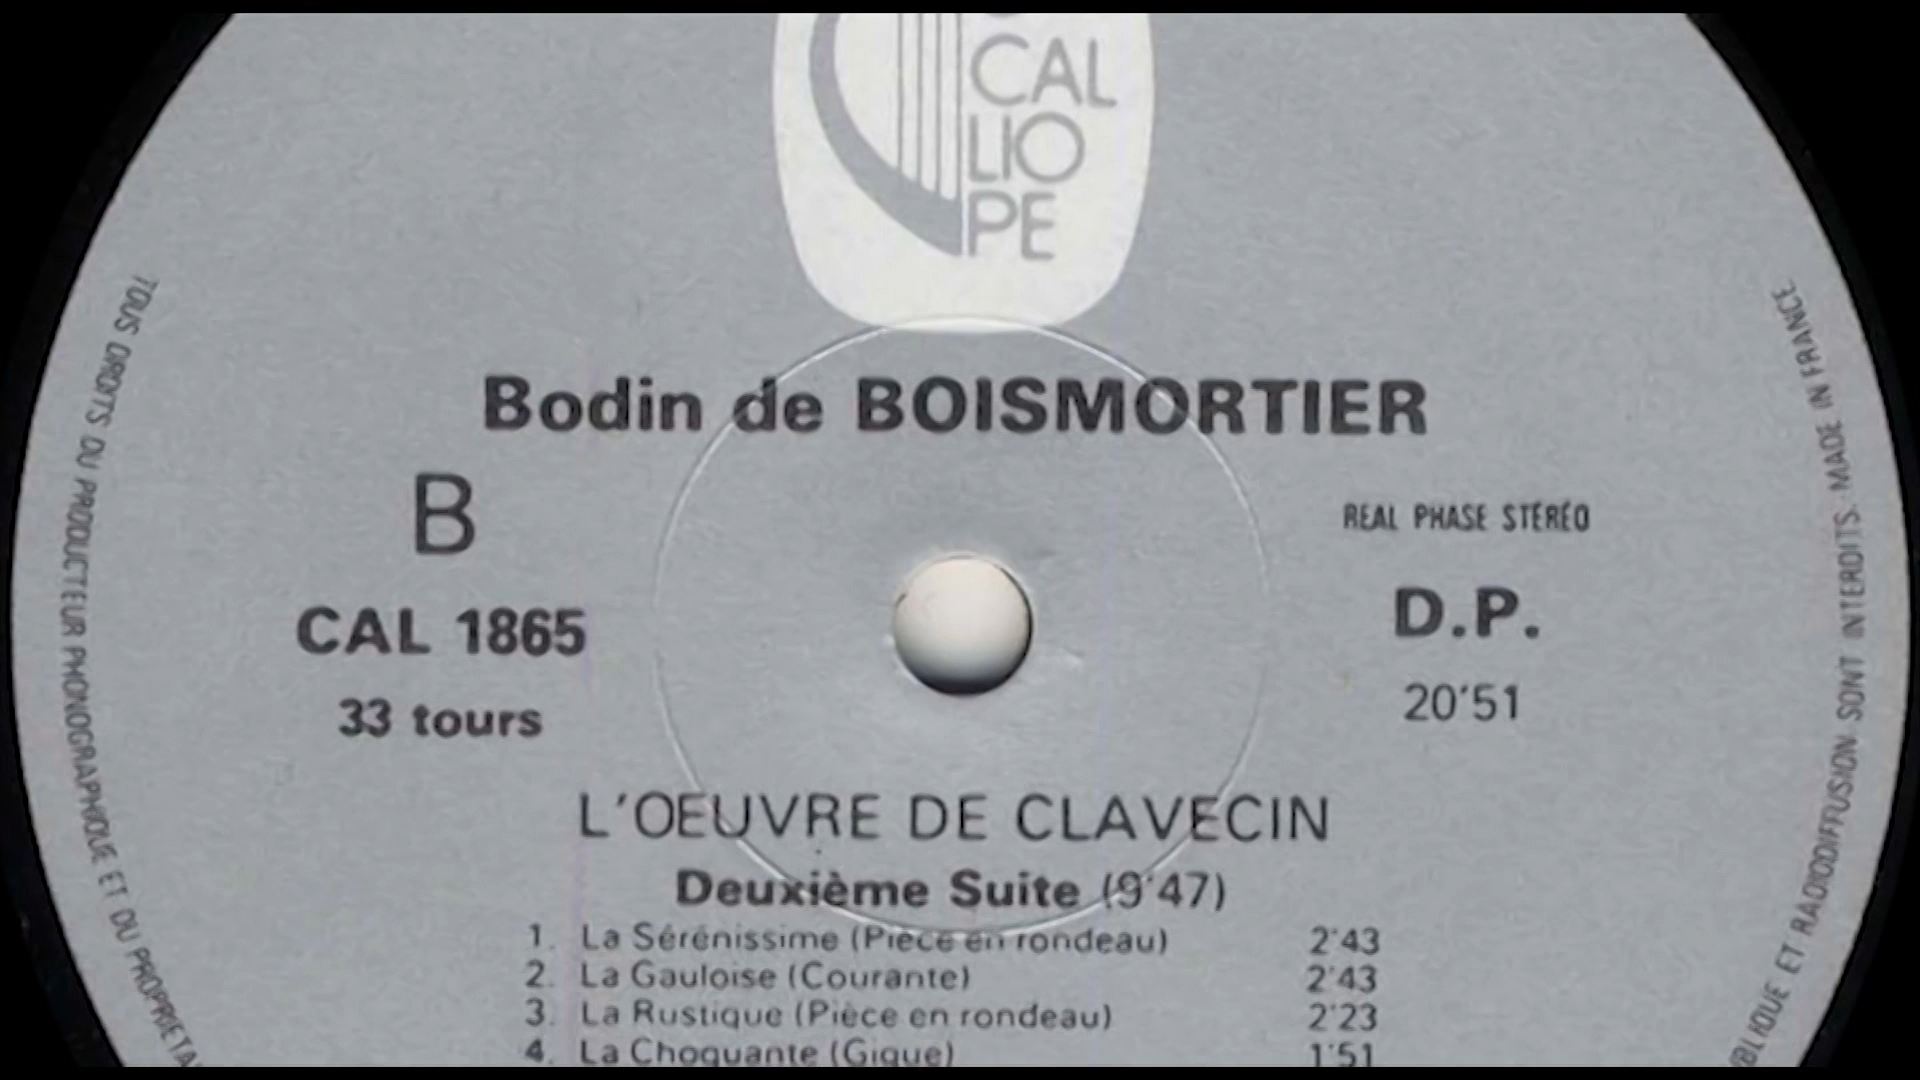 CAL
LIO
PE
Bodin de BOISMORTIER
B
CAL 1865
33 tours
REAL PHASE STÉRÉO
D.P.
20'51
L'OEUVRE DE CLAVECIN
Deuxième Suite (9'47)
1. La Sérénissime (Pièce en rondeau) 2'43
2. La Gauloise (Courante) 2'43
3. La Rustique (Pièce en rondeau) 2'23
4. La Choquante (Gigue) 1'51
TOUS DROITS DU PRODUCTEUR PHONOGRAPHIQUE ET DU
ET RADIODIFFUSION SONT INTERDITS. MADE IN FRANCE